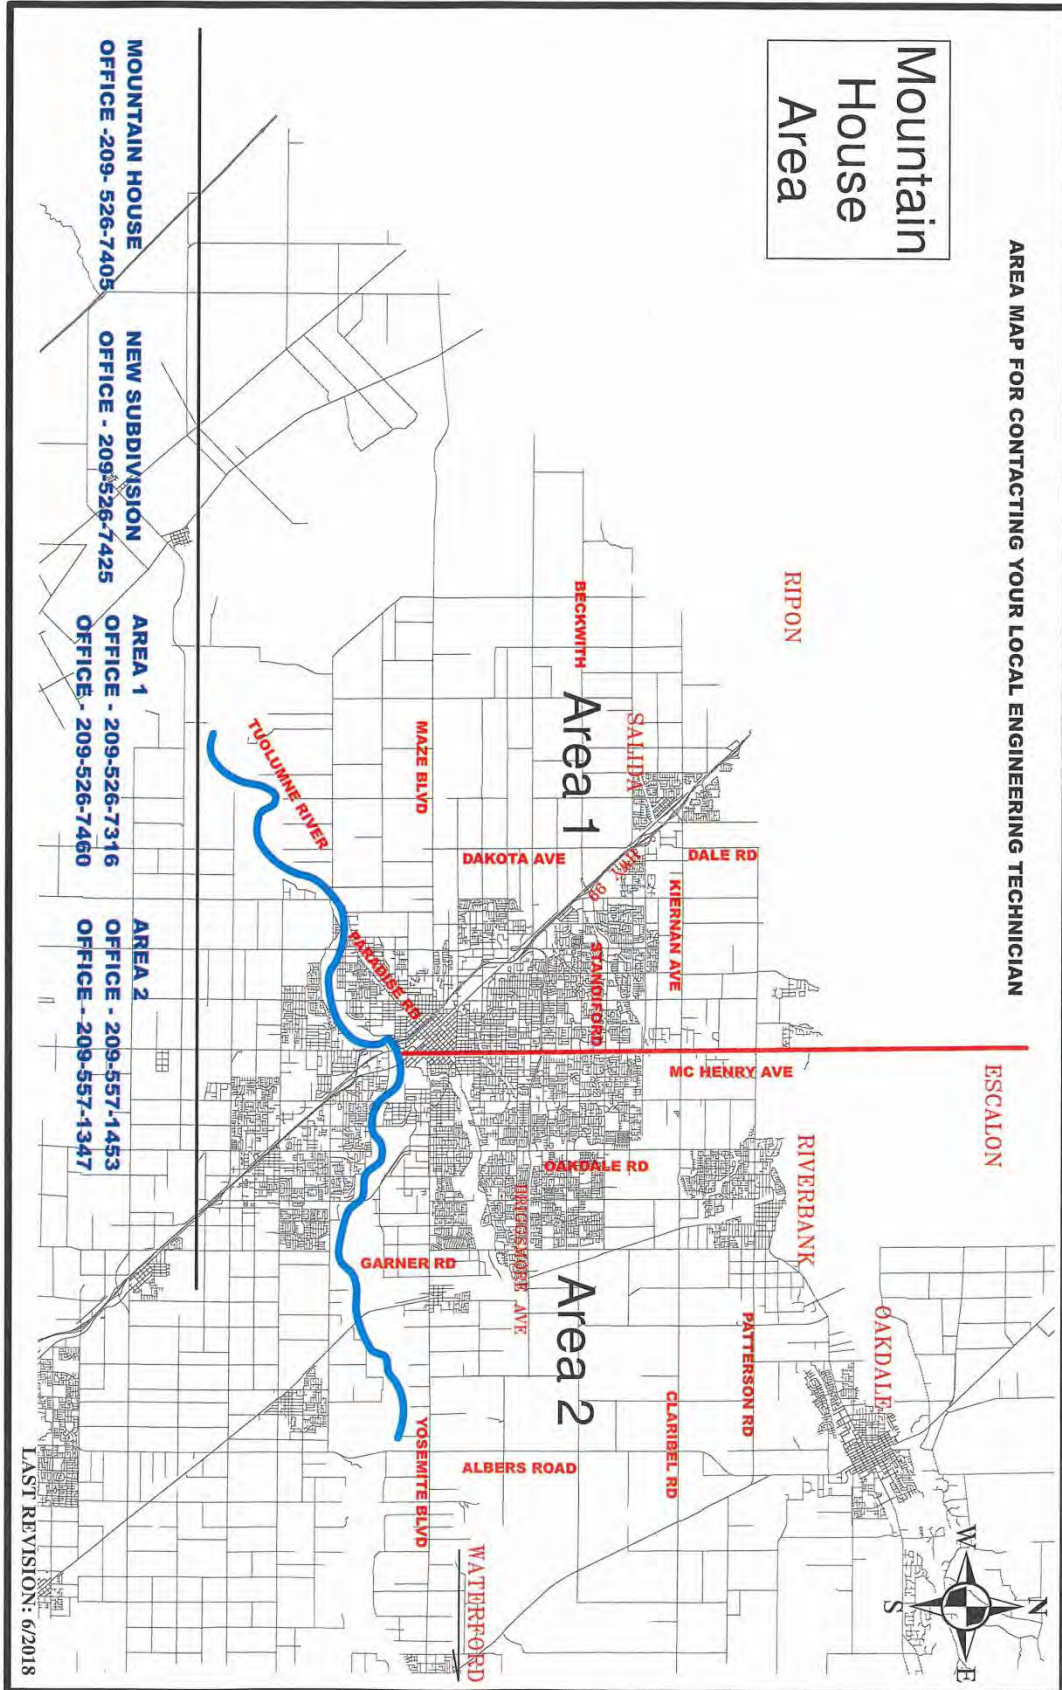 AREA MAP FOR CONTACTING YOUR LOCAL ENGINEERING TECHNICIAN
Mountain
House
Area
N
W
E
S
ESCALON
RIPON
RIVERBANK
OAKDALE
SALIDA
DALE RD
KIERNAN AVE
MC HENRY AVE
PATTERSON RD
CLARIBEL RD
BECKWITH
Area 1
HWY 99
STANDIFORD
OAKDALE RD
Area 2
DAKOTA AVE
BRIGGSMORE AVE
ALBERS ROAD
WATERFORD
MAZE BLVD
PARADISE RD
GARNER RD
YOSEMITE BLVD
TUOLUMNE RIVER
MOUNTAIN HOUSE
OFFICE -209- 526-7405
NEW SUBDIVISION
OFFICE - 209-526-7425
AREA 1
OFFICE - 209-526-7316
OFFICE - 209-526-7460
AREA 2
OFFICE - 209-557-1453
OFFICE - 209-557-1347
LAST REVISION: 6/2018